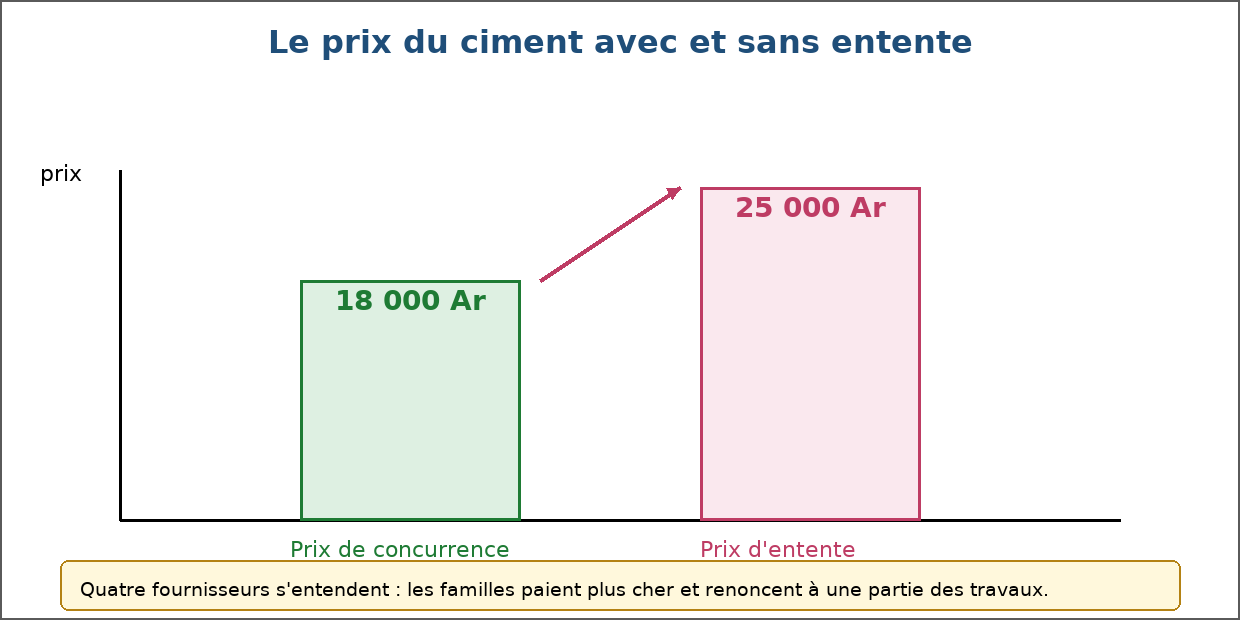 Le prix du ciment avec et sans entente
prix
18 000 Ar
25 000 Ar
Prix de concurrence
Prix d'entente
Quatre fournisseurs s'entendent : les familles paient plus cher et renoncent à une partie des travaux.